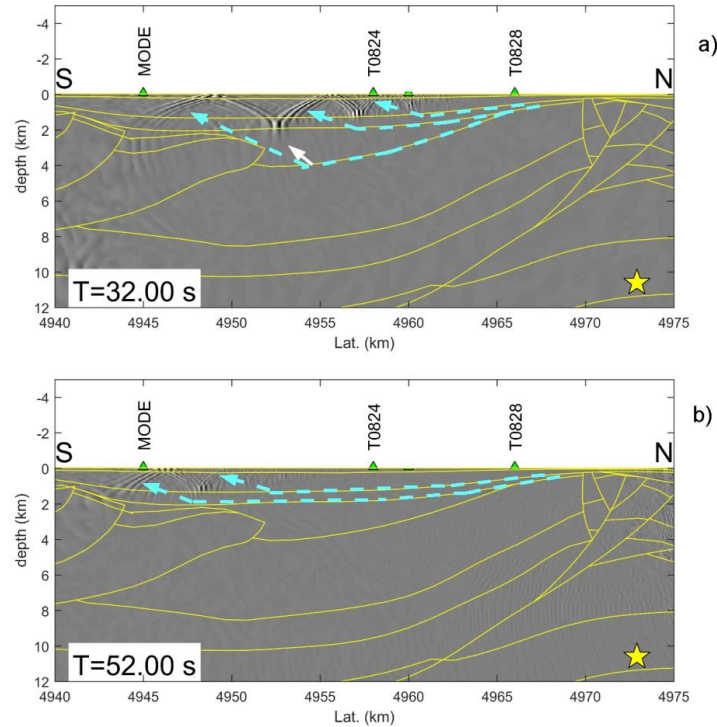 a)
MODE
T0824
T0828
S
N
-4
-2
0
2
4
6
8
10
12
depth (km)
T=32.00 s
4940 4945 4950 4955 4960 4965 4970 4975
Lat. (km)
b)
MODE
T0824
T0828
S
N
-4
-2
0
2
4
6
8
10
12
depth (km)
T=52.00 s
4940 4945 4950 4955 4960 4965 4970 4975
Lat. (km)